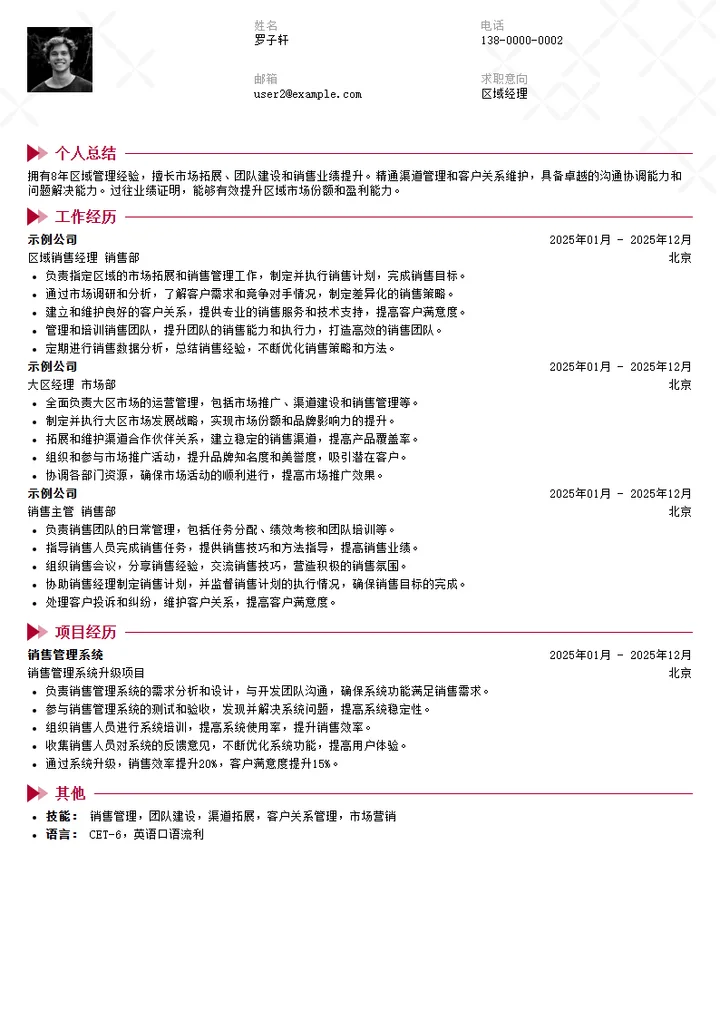 姓名
罗子轩
电话
138-0000-0002
邮箱
user2@example.com
求职意向
区域经理
个人总结
拥有8年区域管理经验，擅长市场拓展、团队建设和销售业绩提升。精通渠道管理和客户关系维护，具备卓越的沟通协调能力和
问题解决能力。过往业绩证明，能够有效提升区域市场份额和盈利能力。
工作经历
示例公司 2025年01月 - 2025年12月
区域销售经理 销售部 北京
• 负责指定区域的市场拓展和销售管理工作，制定并执行销售计划，完成销售目标。
• 通过市场调研和分析，了解客户需求和竞争对手情况，制定差异化的销售策略。
• 建立和维护良好的客户关系，提供专业的销售服务和技术支持，提高客户满意度。
• 管理和培训销售团队，提升团队的销售能力和执行力，打造高效的销售团队。
• 定期进行销售数据分析，总结销售经验，不断优化销售策略和方法。
示例公司 2025年01月 - 2025年12月
大区经理 市场部 北京
• 全面负责大区市场的运营管理，包括市场推广、渠道建设和销售管理等。
• 制定并执行大区市场发展战略，实现市场份额和品牌影响力的提升。
• 拓展和维护渠道合作伙伴关系，建立稳定的销售渠道，提高产品覆盖率。
• 组织和参与市场推广活动，提升品牌知名度和美誉度，吸引潜在客户。
• 协调各部门资源，确保市场活动的顺利进行，提高市场推广效果。
示例公司 2025年01月 - 2025年12月
销售主管 销售部 北京
• 负责销售团队的日常管理，包括任务分配、绩效考核和团队培训等。
• 指导销售人员完成销售任务，提供销售技巧和方法指导，提高销售业绩。
• 组织销售会议，分享销售经验，交流销售技巧，营造积极的销售氛围。
• 协助销售经理制定销售计划，并监督销售计划的执行情况，确保销售目标的完成。
• 处理客户投诉和纠纷，维护客户关系，提高客户满意度。
项目经历
销售管理系统 2025年01月 - 2025年12月
销售管理系统升级项目 北京
• 负责销售管理系统的需求分析和设计，与开发团队沟通，确保系统功能满足销售需求。
• 参与销售管理系统的测试和验收，发现并解决系统问题，提高系统稳定性。
• 组织销售人员进行系统培训，提高系统使用率，提升销售效率。
• 收集销售人员对系统的反馈意见，不断优化系统功能，提高用户体验。
• 通过系统升级，销售效率提升20%，客户满意度提升15%。
其他
• 技能： 销售管理，团队建设，渠道拓展，客户关系管理，市场营销
• 语言： CET-6，英语口语流利